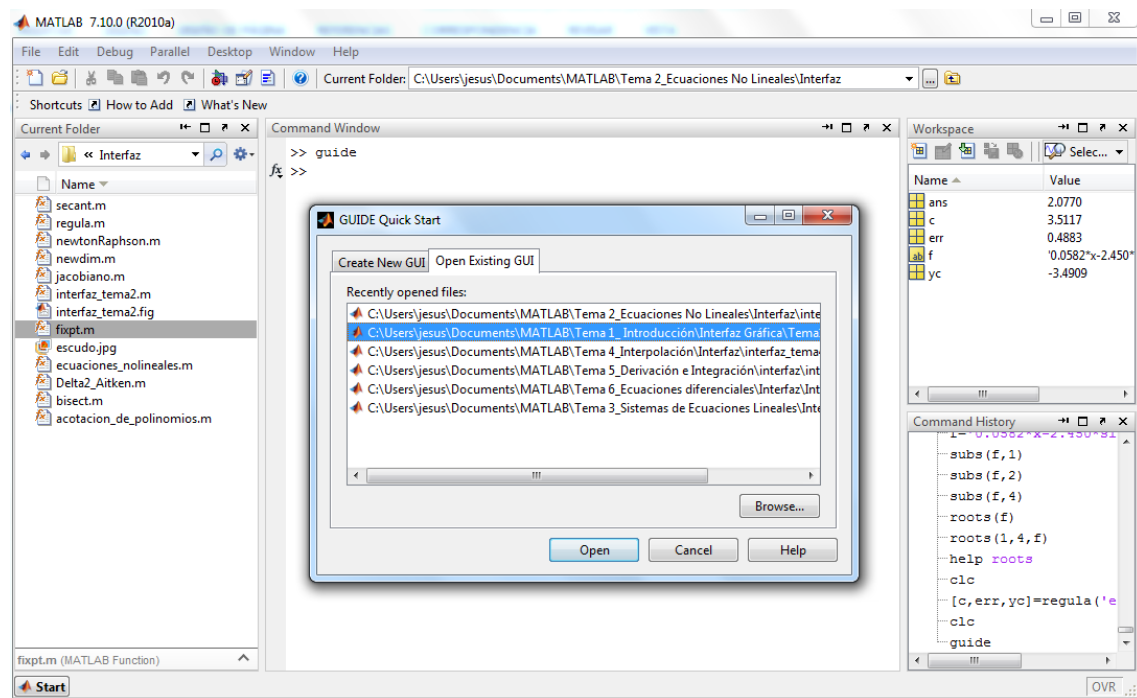 MATLAB 7.10.0 (R2010a)
File Edit Debug Parallel Desktop Window Help
Current Folder: C:\Users\jesus\Documents\MATLAB\Tema 2_Ecuaciones No Lineales\Interfaz
Shortcuts How to Add What's New
Current Folder
« Interfaz
Name
secant.m
regula.m
newtonRaphson.m
newdim.m
jacobiano.m
interfaz_tema2.m
interfaz_tema2.fig
fixpt.m
escudo.jpg
ecuaciones_nolineales.m
Delta2_Aitken.m
bisect.m
acotacion_de_polinomios.m
fixpt.m (MATLAB Function)
Command Window
>> guide
fx >>
GUIDE Quick Start
Create New GUI Open Existing GUI
Recently opened files:
C:\Users\jesus\Documents\MATLAB\Tema 2_Ecuaciones No Lineales\Interfaz\inte
C:\Users\jesus\Documents\MATLAB\Tema 1_ Introducción\Interfaz Gráfica\Tema
C:\Users\jesus\Documents\MATLAB\Tema 4_Interpolación\Interfaz\interfaz_tema
C:\Users\jesus\Documents\MATLAB\Tema 5_Derivación e Integración\interfaz\int
C:\Users\jesus\Documents\MATLAB\Tema 6_Ecuaciones diferenciales\Interfaz\Int
C:\Users\jesus\Documents\MATLAB\Tema 3_Sistemas de Ecuaciones Lineales\Inte
Browse...
Open Cancel Help
Workspace
Selec...
Name Value
ans 2.0770
c 3.5117
err 0.4883
ab f '0.0582*x-2.450*
yc -3.4909
Command History
subs(f,1)
subs(f,2)
subs(f,4)
roots(f)
roots(1,4,f)
help roots
clc
[c,err,yc]=regula('e
clc
guide
Start
OVR